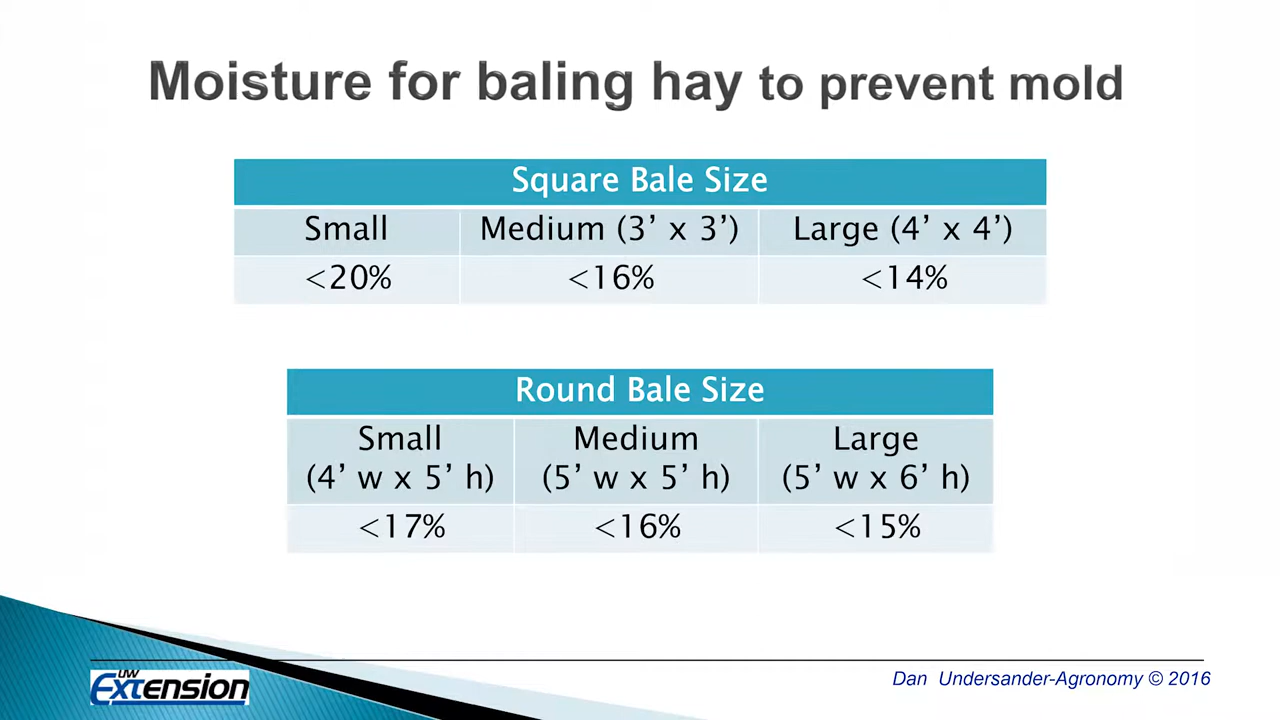 Moisture for baling hay to prevent mold
Square Bale Size
Small Medium (3’ x 3’) Large (4’ x 4’)
<20% <16% <14%
Round Bale Size
Small Medium Large
(4’ w x 5’ h) (5’ w x 5’ h) (5’ w x 6’ h)
<17% <16% <15%
UW
Extension
Dan Undersander-Agronomy © 2016